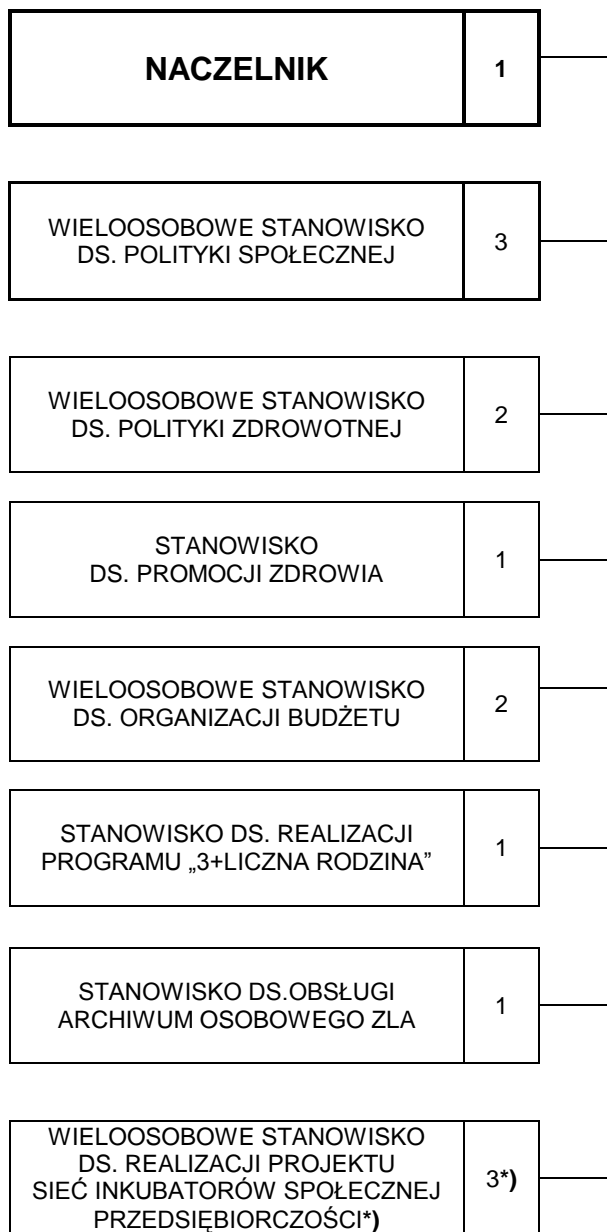 NACZELNIK 1
WIELOOSOBOWE STANOWISKO
DS. POLITYKI SPOŁECZNEJ 3
WIELOOSOBOWE STANOWISKO
DS. POLITYKI ZDROWOTNEJ 2
STANOWISKO
DS. PROMOCJI ZDROWIA 1
WIELOOSOBOWE STANOWISKO
DS. ORGANIZACJI BUDŻETU 2
STANOWISKO DS. REALIZACJI
PROGRAMU „3+LICZNA RODZINA” 1
STANOWISKO DS.OBSŁUGI
ARCHIWUM OSOBOWEGO ZLA 1
WIELOOSOBOWE STANOWISKO
DS. REALIZACJI PROJEKTU
SIEĆ INKUBATORÓW SPOŁECZNEJ
PRZEDSIĘBIORCZOŚCI*) 3*)